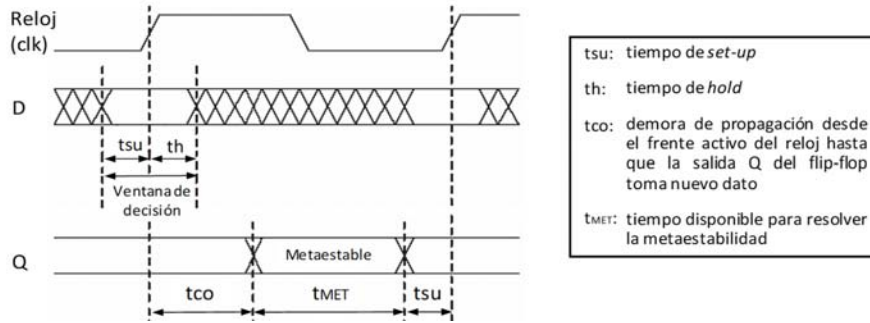 Reloj
(clk)
D
tsu
th
Ventana de
decisión
Q
Metaestable
tco
tMET
tsu
tsu: tiempo de set-up
th: tiempo de hold
tco: demora de propagación desde
el frente activo del reloj hasta
que la salida Q del flip-flop
toma nuevo dato
tMET: tiempo disponible para resolver
la metaestabilidad